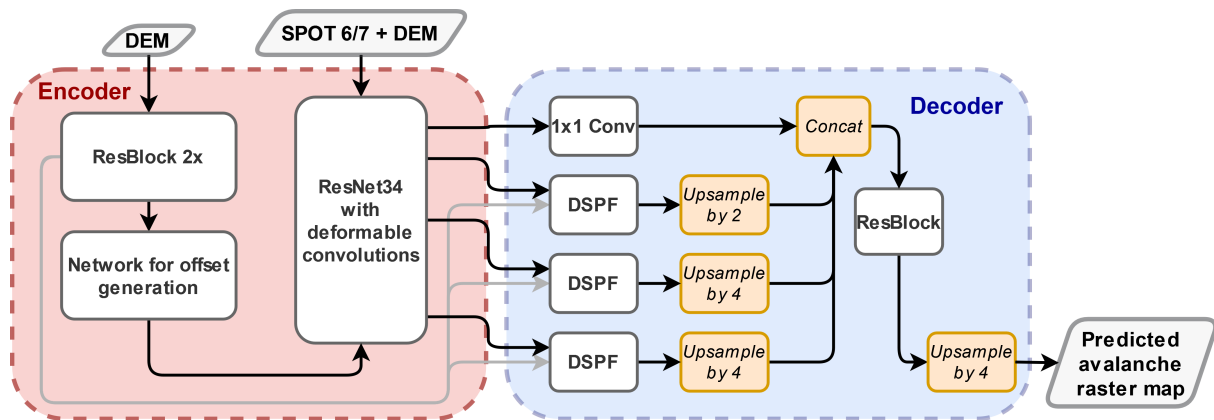 DEM
SPOT 6/7 + DEM
Encoder
ResBlock 2x
Network for offset
generation
ResNet34
with
deformable
convolutions
Decoder
1x1 Conv
Concat
DSPF
Upsample
by 2
ResBlock
DSPF
Upsample
by 4
DSPF
Upsample
by 4
Upsample
by 4
Predicted
avalanche
raster map